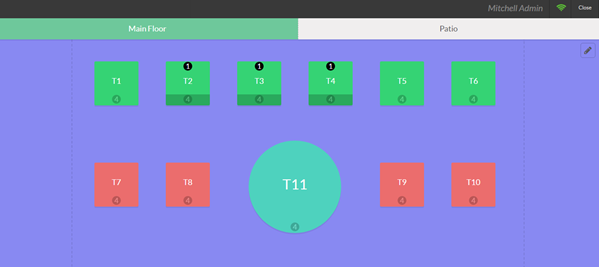 Mitchell Admin Close
Main Floor Patio
1 1 1
T1 T2 T3 T4 T5 T6
4 4 4 4 4 4
T7 T8 T11 T9 T10
4 4 4 4
4